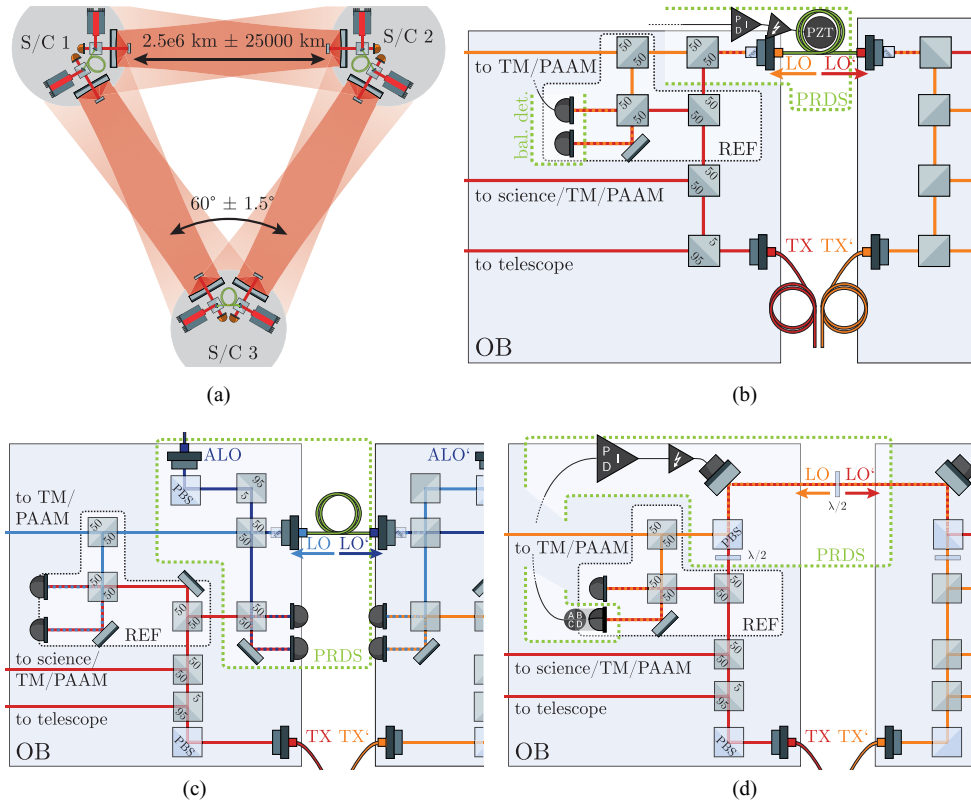 S/C 1
2.5e6 km ± 25000 km
S/C 2
60° ± 1.5°
S/C 3
(a)
P
I
D
PZT
50
50
50
50
to TM/PAAM
LO
LO‘
PRDS
50
50
50
50
bal. det.
REF
50
50
to science/TM/PAAM
TX
TX‘
5
95
to telescope
OB
(b)
ALO
ALO‘
PBS
95
5
to TM/
PAAM
50
50
50
50
LO
LO‘
50
50
50
50
50
50
REF
PRDS
to science/
TM/PAAM
50
50
to telescope
5
95
PBS
TX
TX‘
OB
(c)
P
I
D
LO
LO‘
λ/2
to TM/PAAM
50
50
PBS
λ/2
PRDS
50
50
50
50
A B
C D
REF
to science/TM/PAAM
50
50
to telescope
5
95
PBS
TX
TX‘
OB
(d)